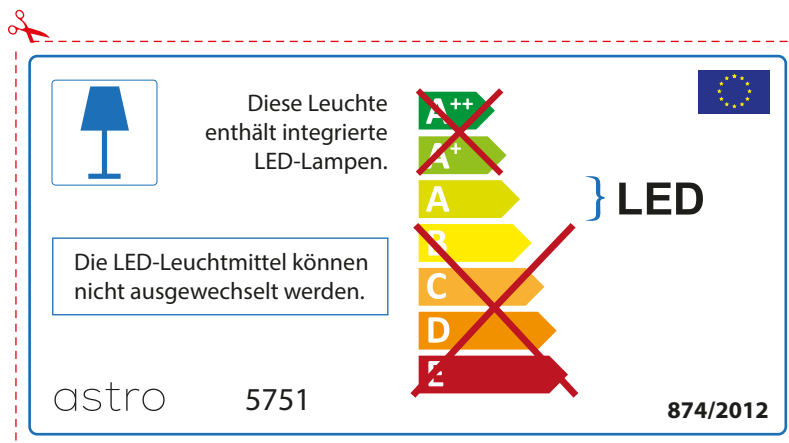 Diese Leuchte
enthält integrierte
LED-Lampen.
A++
A+
A
LED
B
Die LED-Leuchtmittel können
nicht ausgewechselt werden.
C
D
E
astro 5751
874/2012